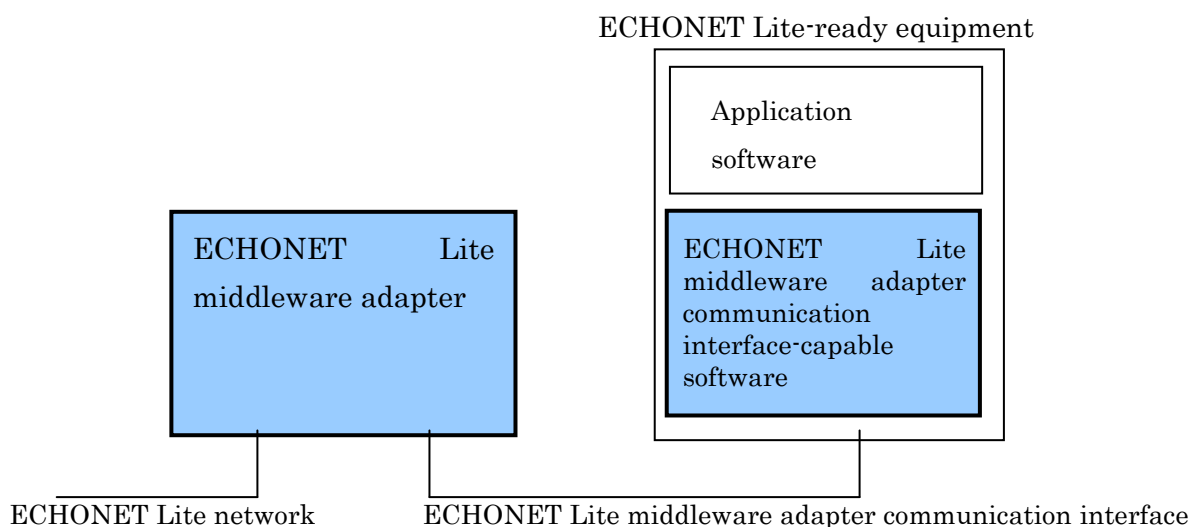 ECHONET Lite-ready equipment
Application
software
ECHONET Lite
middleware adapter
ECHONET Lite
middleware adapter
communication
interface-capable
software
ECHONET Lite network
ECHONET Lite middleware adapter communication interface